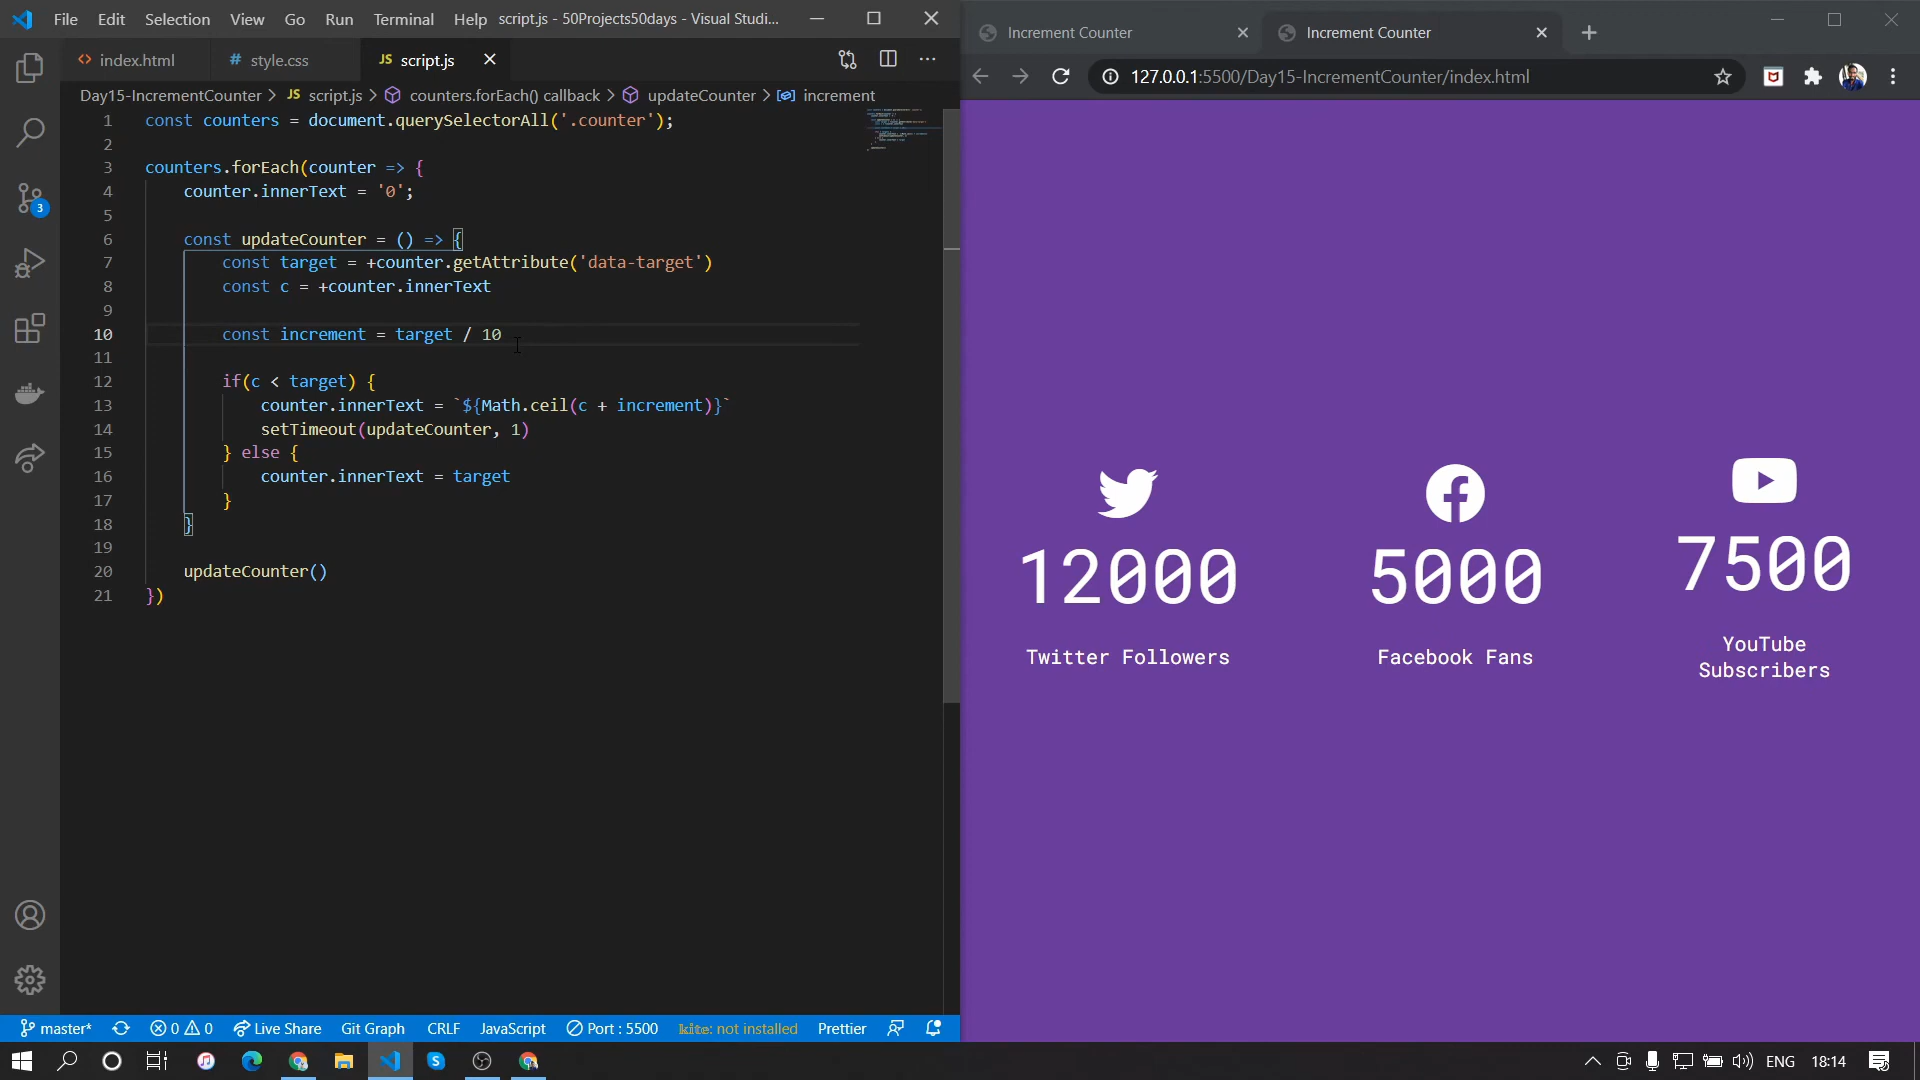 File Edit Selection View Go Run Terminal Help script.js - 50Projects50days - Visual Studi...
index.html # style.css JS script.js
Day15-IncrementCounter > JS script.js > counters.forEach() callback > updateCounter > increment
1 const counters = document.querySelectorAll('.counter');
2
3 counters.forEach(counter => {
4 counter.innerText = '0';
5
6 const updateCounter = () => {
7 const target = +counter.getAttribute('data-target')
8 const c = +counter.innerText
9
10 const increment = target / 10
11
12 if(c < target) {
13 counter.innerText = `${Math.ceil(c + increment)}`
14 setTimeout(updateCounter, 1)
15 } else {
16 counter.innerText = target
17 }
18 }
19
20 updateCounter()
21 })
3
master* 0 0 Live Share Git Graph CRLF JavaScript Port : 5500 kite: not installed Prettier
Increment Counter Increment Counter
127.0.0.1:5500/Day15-IncrementCounter/index.html
12000
Twitter Followers
5000
Facebook Fans
7500
YouTube
Subscribers
ENG 18:14